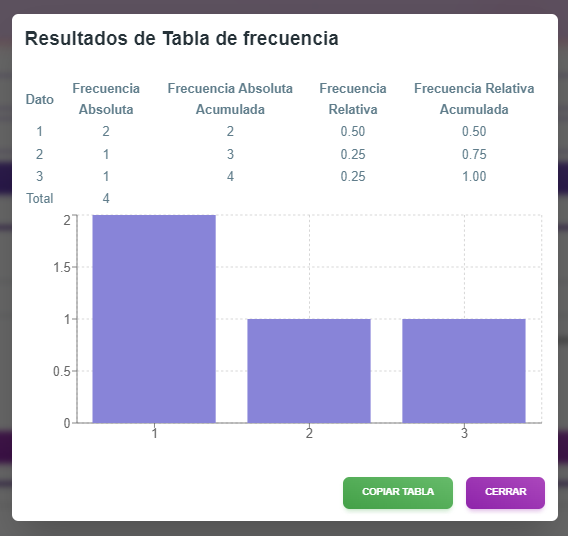 Resultados de Tabla de frecuencia
Dato Frecuencia Absoluta Frecuencia Absoluta Acumulada Frecuencia Relativa Frecuencia Relativa Acumulada
1 2 2 0.50 0.50
2 1 3 0.25 0.75
3 1 4 0.25 1.00
Total 4
2
1.5
1
0.5
0
1 2 3
COPIAR TABLA CERRAR